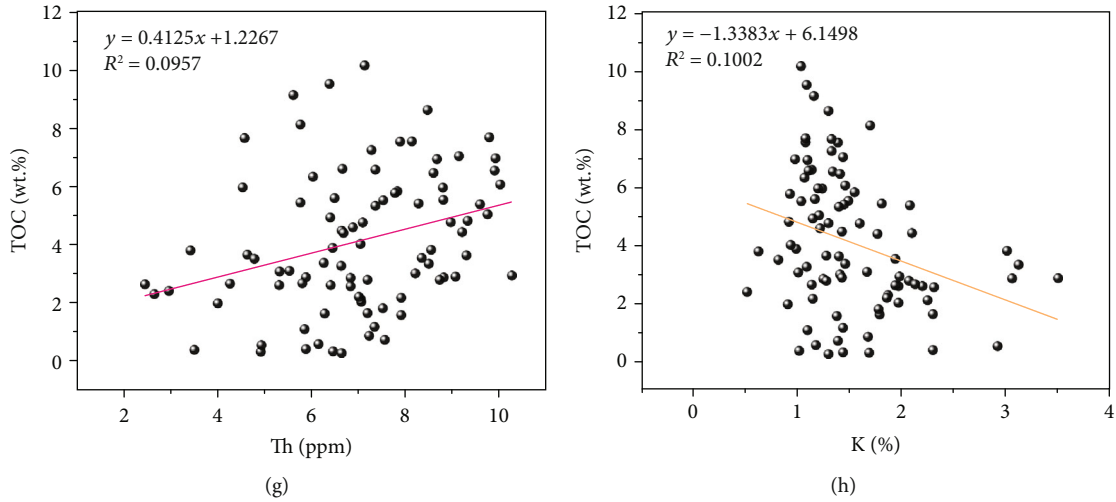 y = 0.4125x +1.2267
R² = 0.0957
12
10
8
6
4
2
0
TOC (wt.%)
2 4 6 8 10
Th (ppm)
(g)
y = −1.3383x + 6.1498
R² = 0.1002
12
10
8
6
4
2
0
TOC (wt.%)
0 1 2 3 4
K (%)
(h)